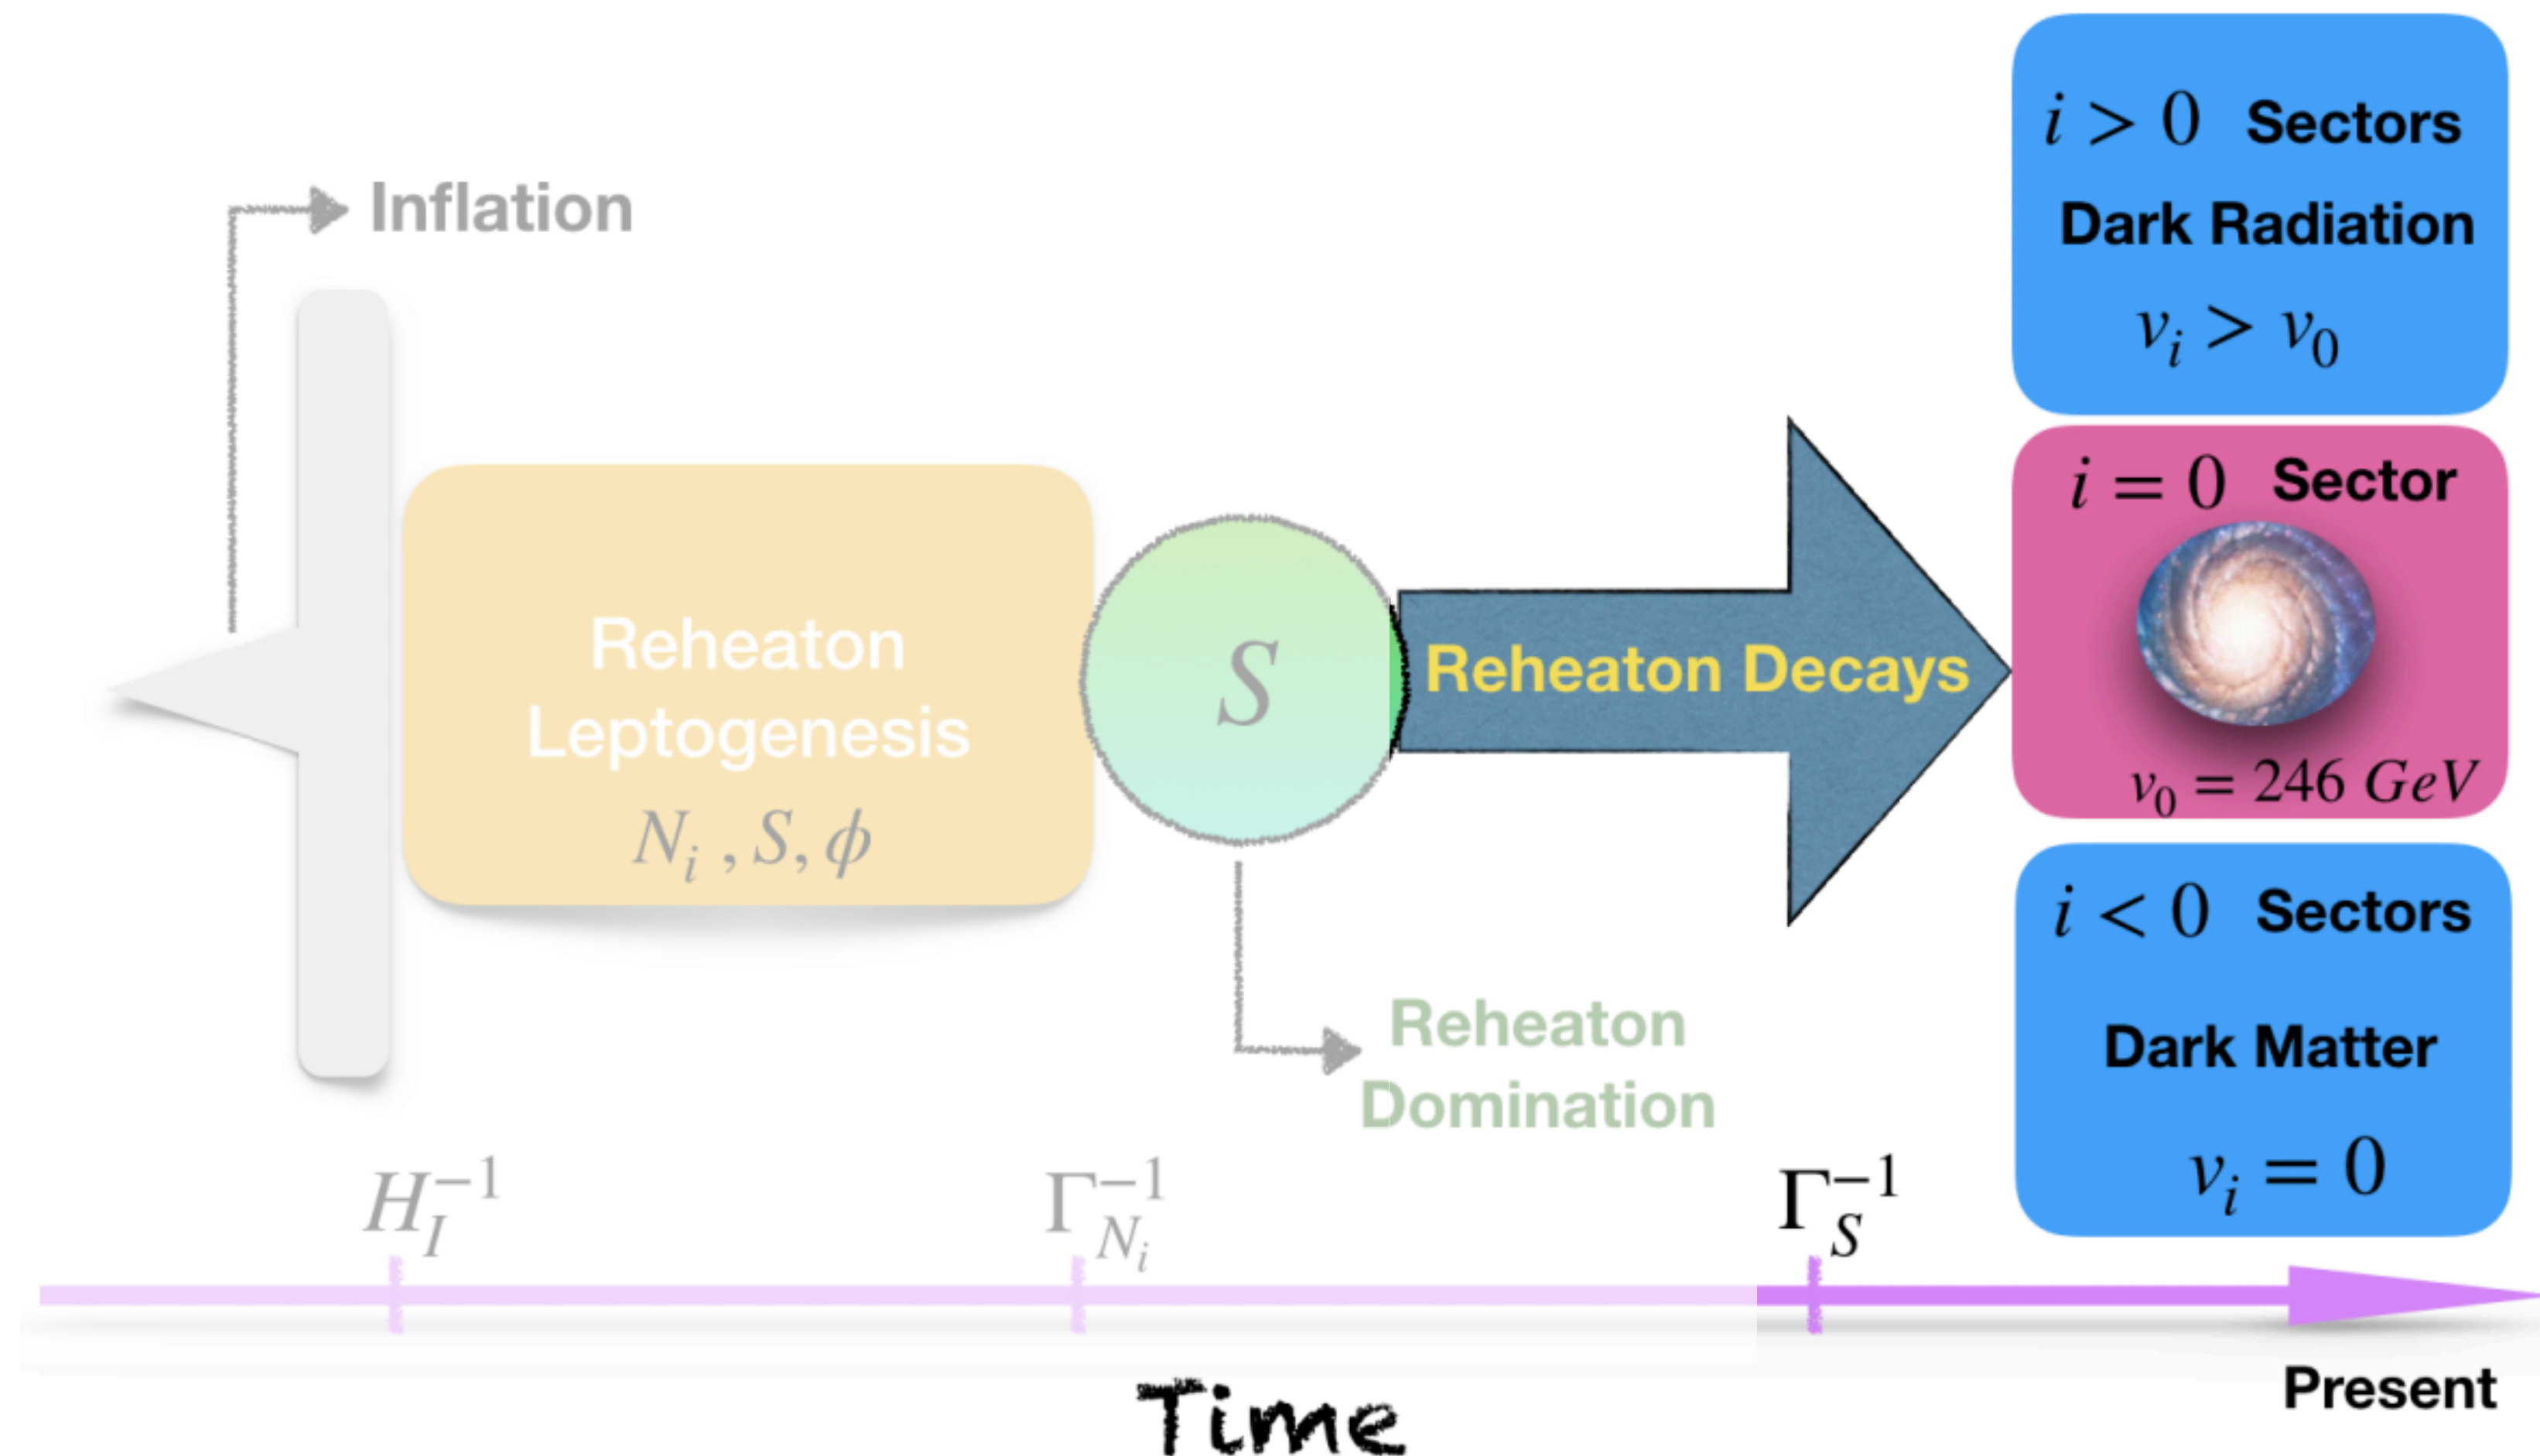 Inflation
Reheaton
Leptogenesis
N_i , S, ϕ
S
Reheaton
Domination
Reheaton Decays
i > 0 Sectors
Dark Radiation
v_i > v_0
i = 0 Sector
v_0 = 246 GeV
i < 0 Sectors
Dark Matter
v_i = 0
H_I^{-1}
Γ_{N_i}^{-1}
Γ_S^{-1}
Present
Time